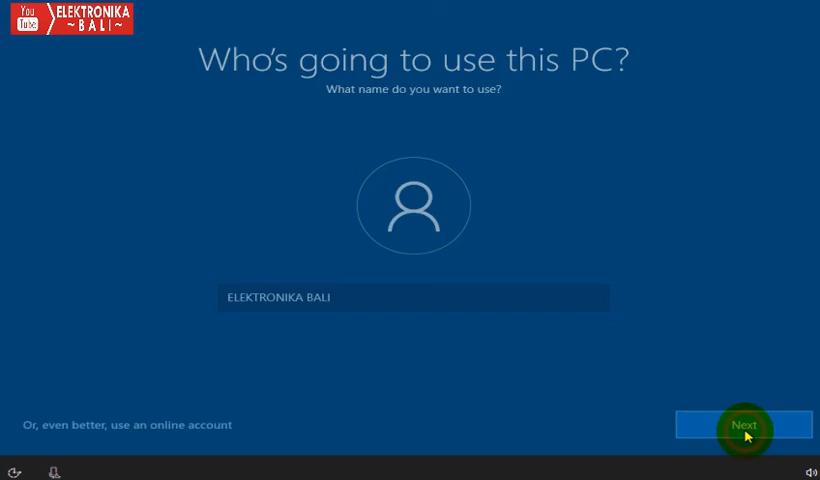 You
Tube
ELEKTRONIKA
~BALI~
Who's going to use this PC?
What name do you want to use?
ELEKTRONIKA BALI
Or, even better, use an online account
Next